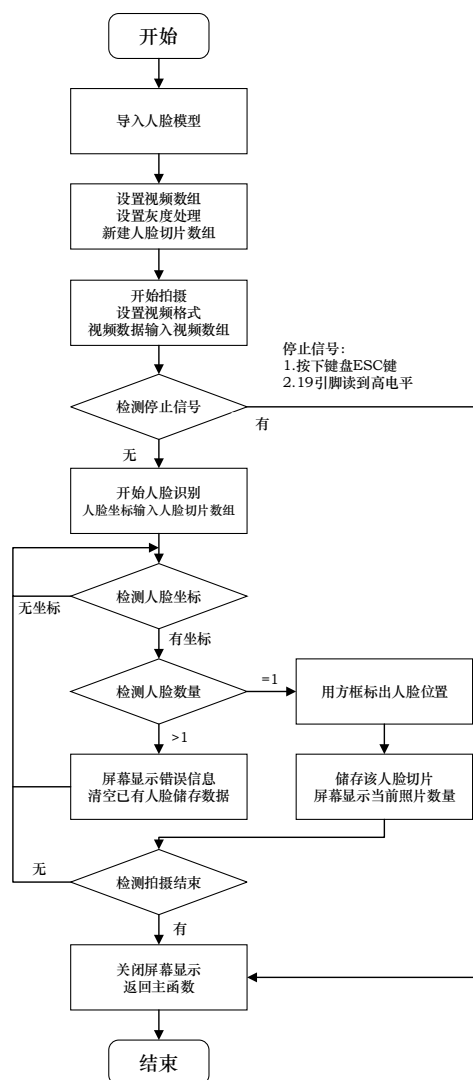 开始
导入人脸模型
设置视频数组
设置灰度处理
新建人脸切片数组
开始拍摄
设置视频格式
视频数据输入视频数组
停止信号:
1.按下键盘ESC键
2.19引脚读到高电平
检测停止信号
有
无
开始人脸识别
人脸坐标输入人脸切片数组
检测人脸坐标
无坐标
有坐标
检测人脸数量
=1
用方框标出人脸位置
>1
屏幕显示错误信息
清空已有人脸储存数据
储存该人脸切片
屏幕显示当前照片数量
无
检测拍摄结束
有
关闭屏幕显示
返回主函数
结束